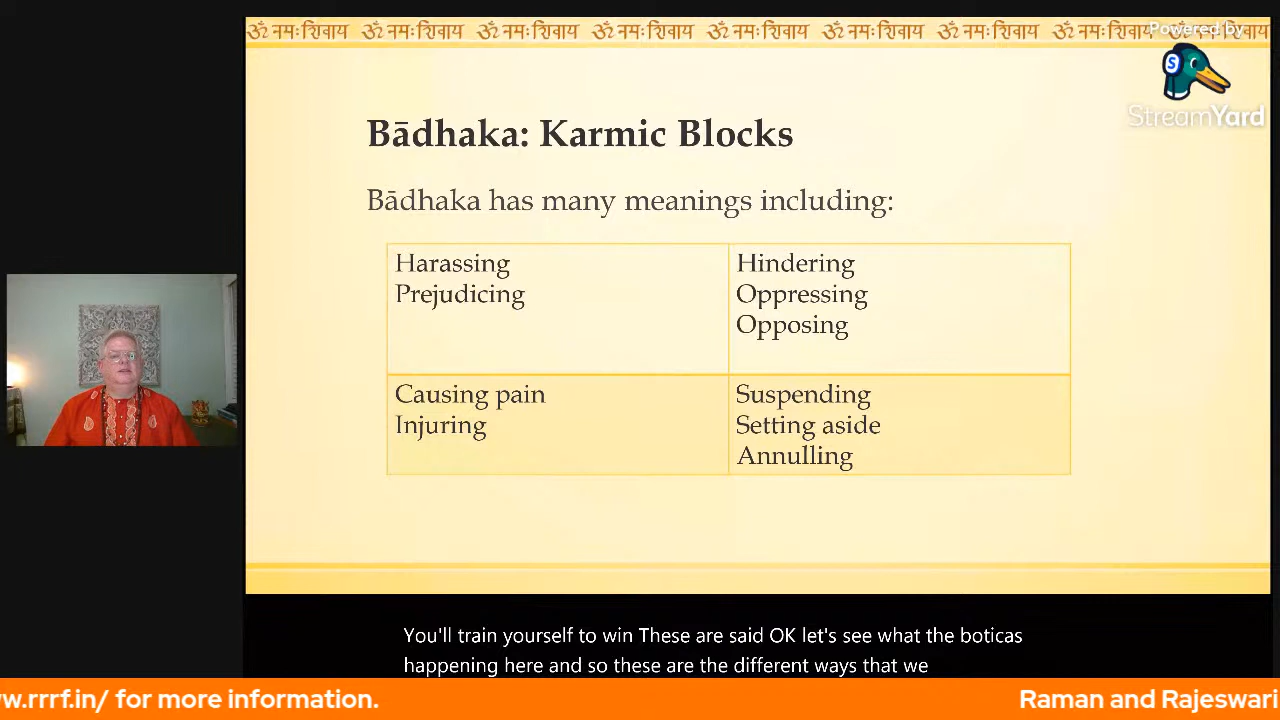 ॐ नमःशिवाय ॐ नमःशिवाय ॐ नमःशिवाय ॐ नमःशिवाय ॐ नमःशिवाय ॐ नमःशिवाय ॐ नमःशिवाय ॐ नमःशिवाय ॐ नमःशिवाय
Powered by
S
StreamYard
Bādhaka: Karmic Blocks
Bādhaka has many meanings including:
Harassing
Prejudicing
Hindering
Oppressing
Opposing
Causing pain
Injuring
Suspending
Setting aside
Annulling
You'll train yourself to win These are said OK let's see what the boticas
happening here and so these are the different ways that we
w.rrrf.in/ for more information. Raman and Rajeswari